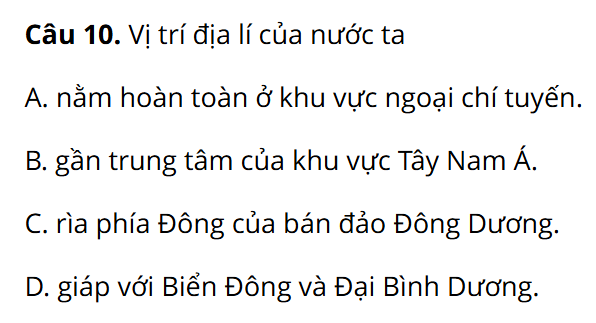 Câu 10. Vị trí địa lí của nước ta
A. nằm hoàn toàn ở khu vực ngoại chí tuyến.
B. gần trung tâm của khu vực Tây Nam Á.
C. rìa phía Đông của bán đảo Đông Dương.
D. giáp với Biển Đông và Đại Bình Dương.